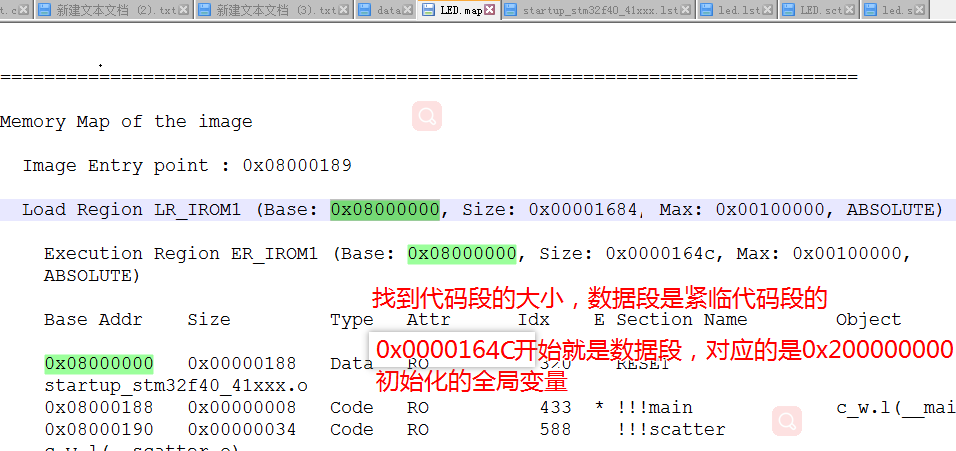 t.c 新建文本文档 (2).txt 新建文本文档 (3).txt data LED.map startup_stm32f40_41xxx.lst led.lst LED.sct led.s
==============================================================================
Memory Map of the image
Image Entry point : 0x08000189
Load Region LR_IROM1 (Base: 0x08000000, Size: 0x00001684, Max: 0x00100000, ABSOLUTE)
Execution Region ER_IROM1 (Base: 0x08000000, Size: 0x0000164c, Max: 0x00100000,
ABSOLUTE)
找到代码段的大小，数据段是紧临代码段的
Base Addr Size Type Attr Idx E Section Name Object
0x0000164C开始就是数据段，对应的是0x200000000
0x08000000 0x00000188 Data RO 320 RESET
初始化的全局变量
startup_stm32f40_41xxx.o
0x08000188 0x00000008 Code RO 433 * !!!main c_w.l(__mai
0x08000190 0x00000034 Code RO 588 !!!scatter
c_w.l(__scatter.o)